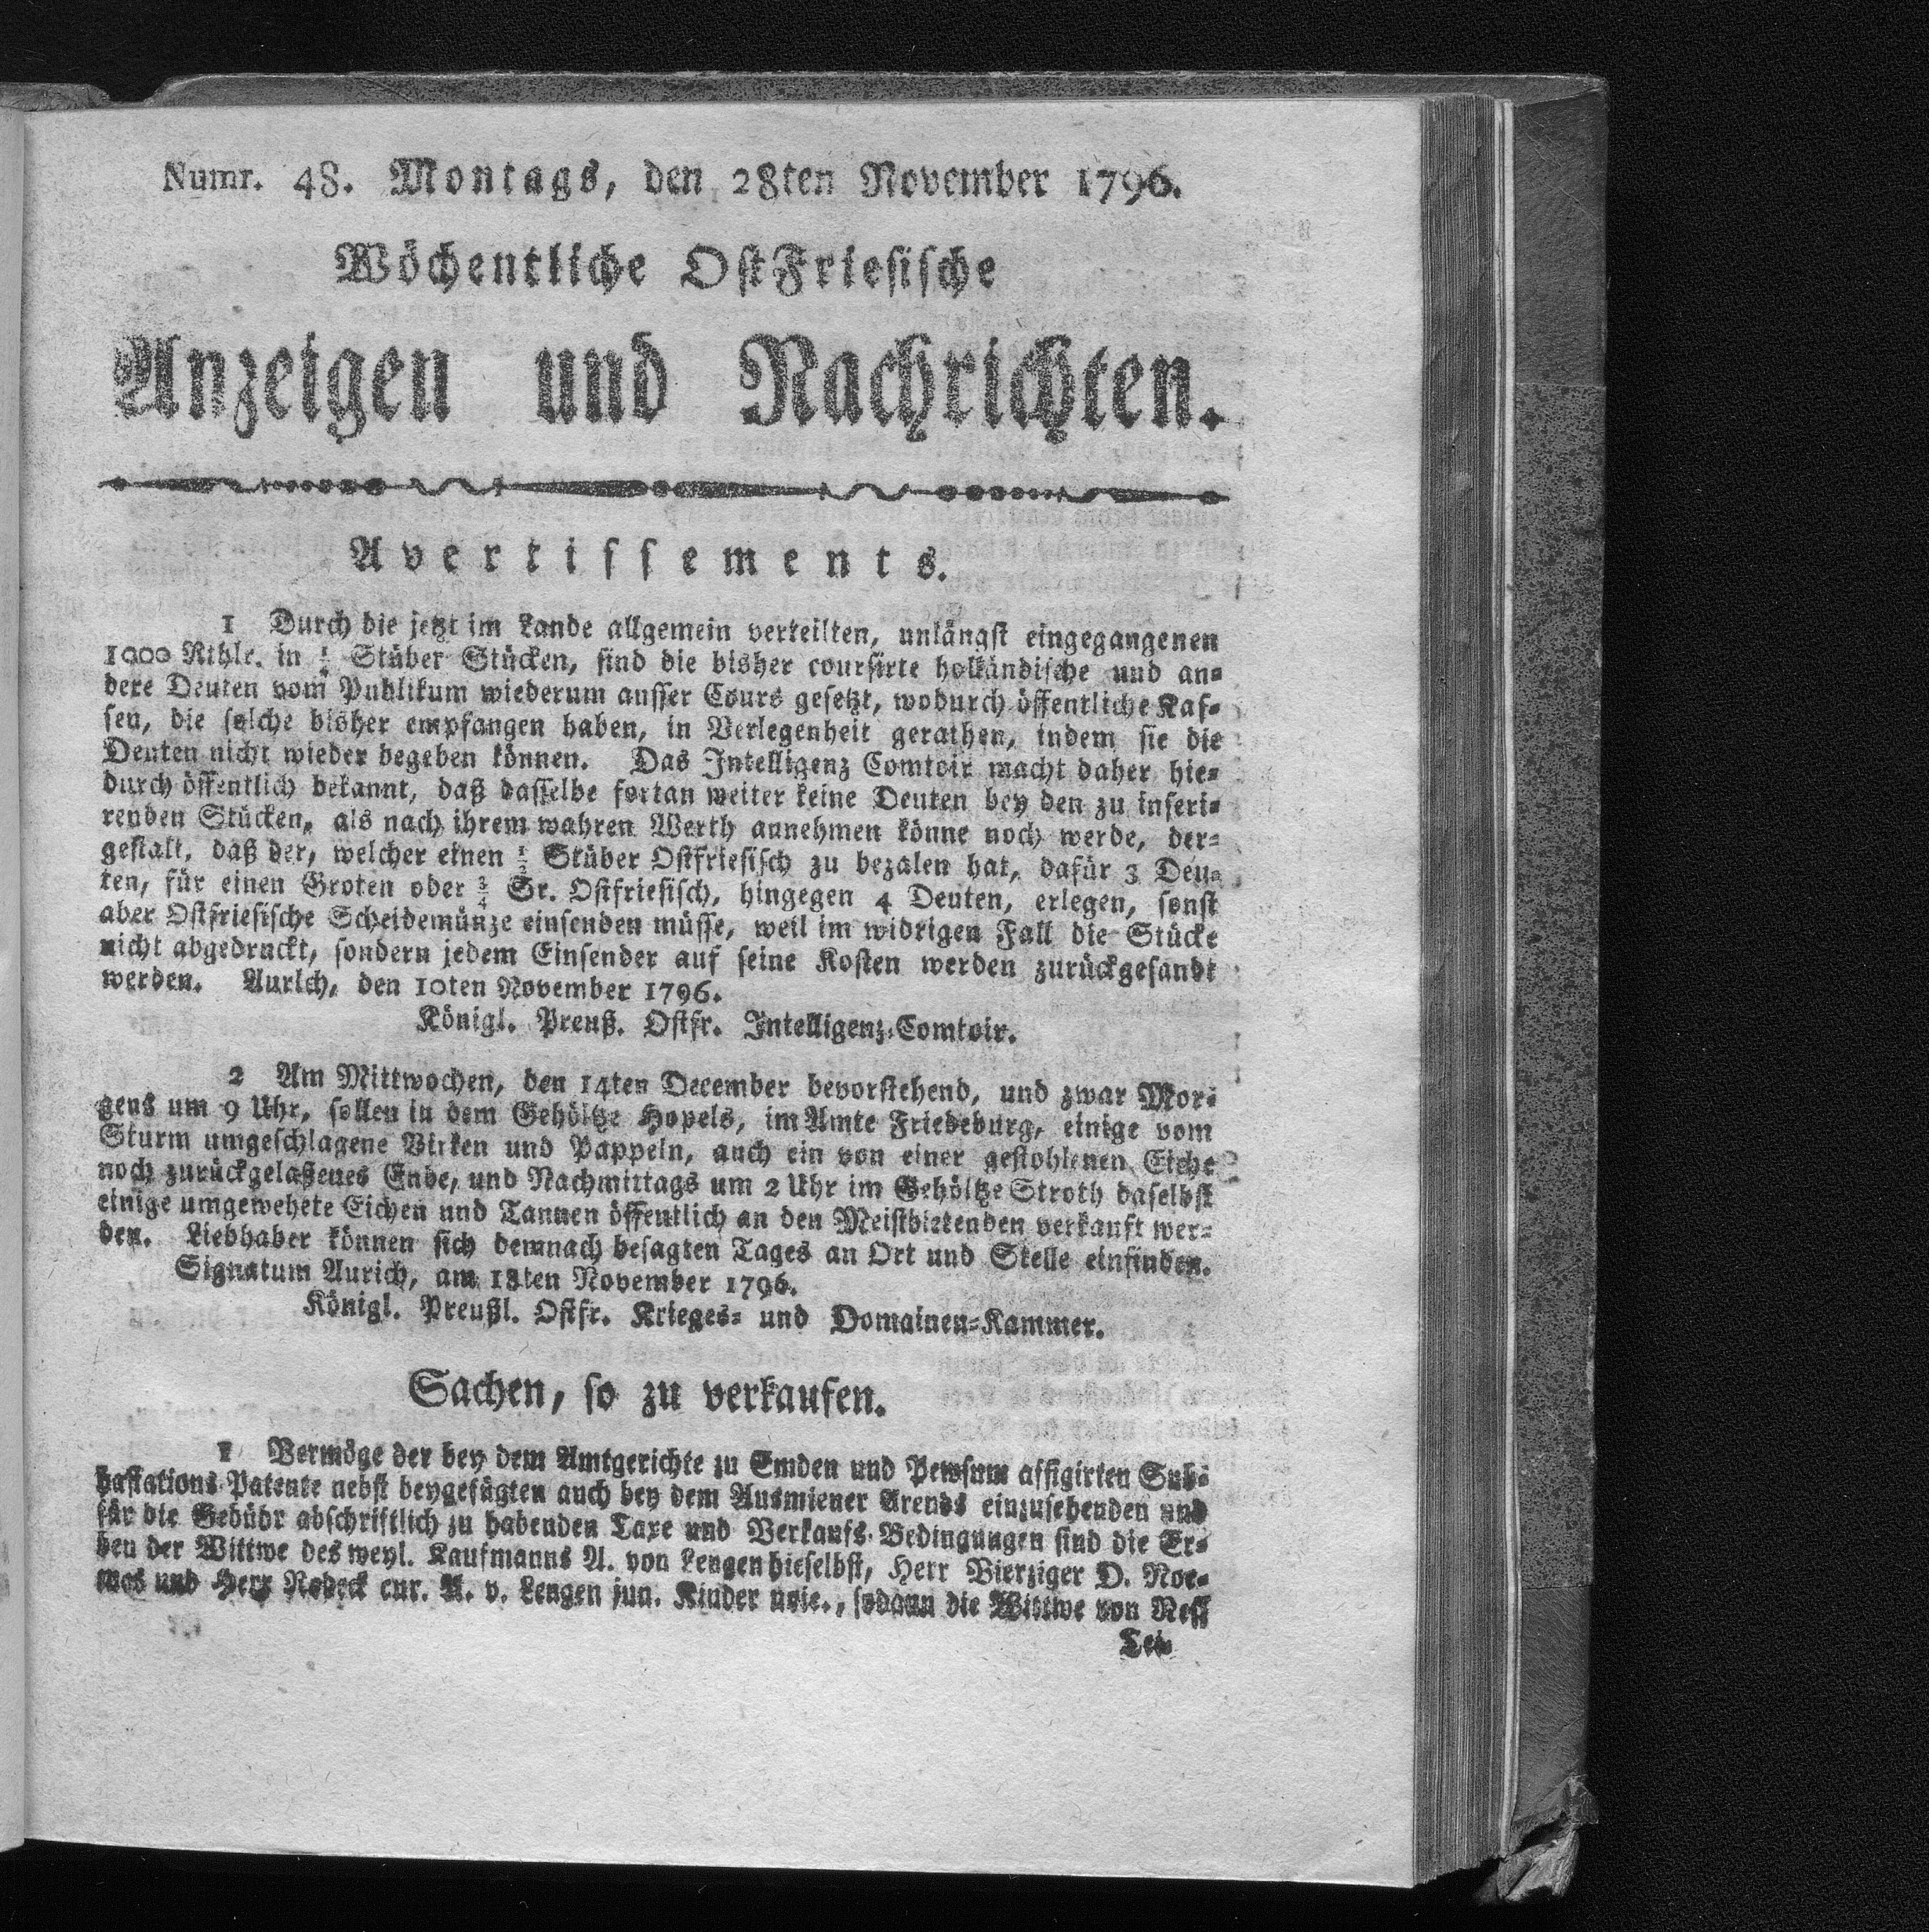 Numr. 48. Montags, den 28ten November 1796.
Wöchentliche OstFriesische
Anzeigen und Nachrichten.
Avertissements.
1 Durch die jetzt im Lande allgemein verteilten, unlängst eingegangenen
1000 Rthlr. in Stüber Stücken, sind die bisher coursirte holländische und an-
dere Deuten vom Publikum wiederum ausser Cours gesetzt, wodurch öffentliche Kas-
sen, die solche bisher empfangen haben, in Verlegenheit gerathen, indem sie die
Deuten nicht wieder begeben können. Das Intelligenz Comtoir macht daher hie-
durch öffentlich bekannt, daß dasselbe fortan weiter keine Deuten bey den zu inseri-
renden Stücken, als nach ihrem wahren Werth annehmen könne noch werde, der-
gestalt, daß der, welcher einen ½ Stüber Ostfriesisch zu bezalen hat, dafür 3 Deu-
ten, für einen Groten oder ¾ Sr. Ostfriesisch, hingegen 4 Deuten, erlegen, sonst
aber Ostfriesische Scheidemünze einsenden müsse, weil im widrigen Fall die Stücke
nicht abgedruckt, sondern jedem Einsender auf seine Kosten werden zurückgesandt
werden. Aurich, den 10ten November 1796.
Königl. Preuß. Ostfr. Intelligenz-Comtoir.
2 Am Mittwochen, den 14ten December bevorstehend, und zwar Mor-
gens um 9 Uhr, sollen in dem Gehöltze Hopels, im Amte Friedeburg, einige vom
Sturm umgeschlagene Birken und Pappeln, auch ein von einer gestohlenen Eiche
noch zurückgelaßenes Ende, und Nachmittags um 2 Uhr im Gehöltze Stroth daselbst
einige umgewehete Eichen und Tannen öffentlich an den Meistbietenden verkauft wer-
den. Liebhaber können sich demnach besagten Tages an Ort und Stelle einfinden.
Signatum Aurich, am 18ten November 1796.
Königl. Preußl. Ostfr. Krieges- und Domainen-Kammer.
Sachen, so zu verkaufen.
1 Vermöge der bey dem Amtgerichte zu Emden und Pewsum affigirten Sub-
hastations-Patente nebst beygefügten auch bey dem Ausmiener Arends einzusehenden und
für die Gebühr abschriftlich zu habenden Taxe und Verkaufs-Bedingungen sind die Er-
ben der Wittwe des weyl. Kaufmanns A. von Lengen hieselbst, Herr Vierziger D. Nor-
wod und Herr Rodeck cur. A. v. Lengen jun. Kinder noie., sodann die Wittwe von Ness